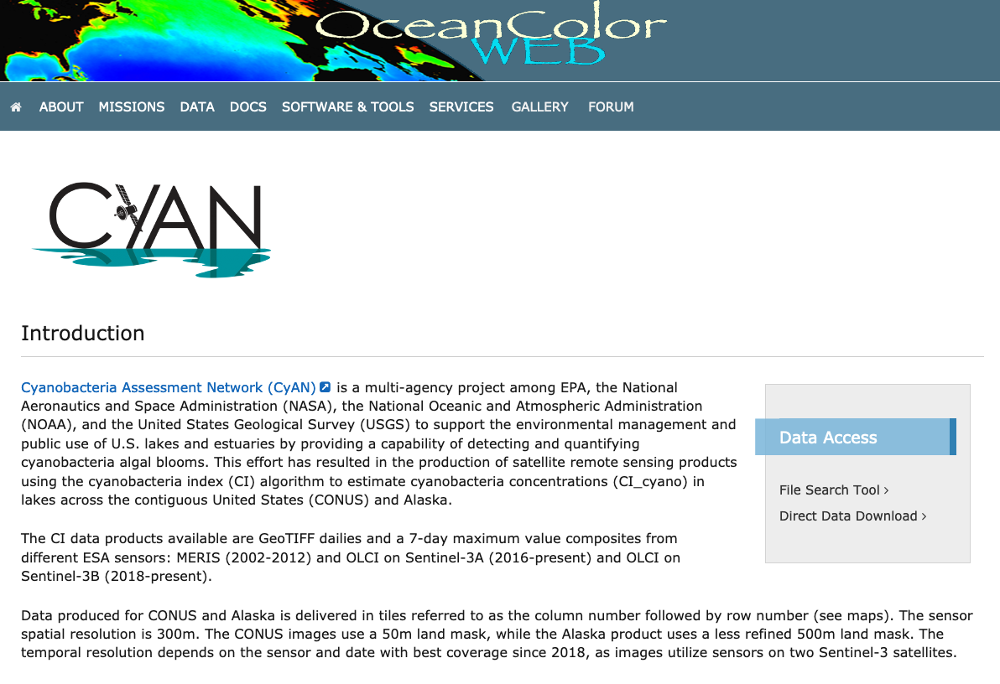 OceanColor
WEB
ABOUT MISSIONS DATA DOCS SOFTWARE & TOOLS SERVICES GALLERY FORUM
CYAN
Introduction
Cyanobacteria Assessment Network (CyAN) is a multi-agency project among EPA, the National
Aeronautics and Space Administration (NASA), the National Oceanic and Atmospheric Administration
(NOAA), and the United States Geological Survey (USGS) to support the environmental management and
public use of U.S. lakes and estuaries by providing a capability of detecting and quantifying
cyanobacteria algal blooms. This effort has resulted in the production of satellite remote sensing products
using the cyanobacteria index (CI) algorithm to estimate cyanobacteria concentrations (CI_cyano) in
lakes across the contiguous United States (CONUS) and Alaska.
The CI data products available are GeoTIFF dailies and a 7-day maximum value composites from
different ESA sensors: MERIS (2002-2012) and OLCI on Sentinel-3A (2016-present) and OLCI on
Sentinel-3B (2018-present).
Data Access
File Search Tool ›
Direct Data Download ›
Data produced for CONUS and Alaska is delivered in tiles referred to as the column number followed by row number (see maps). The sensor
spatial resolution is 300m. The CONUS images use a 50m land mask, while the Alaska product uses a less refined 500m land mask. The
temporal resolution depends on the sensor and date with best coverage since 2018, as images utilize sensors on two Sentinel-3 satellites.